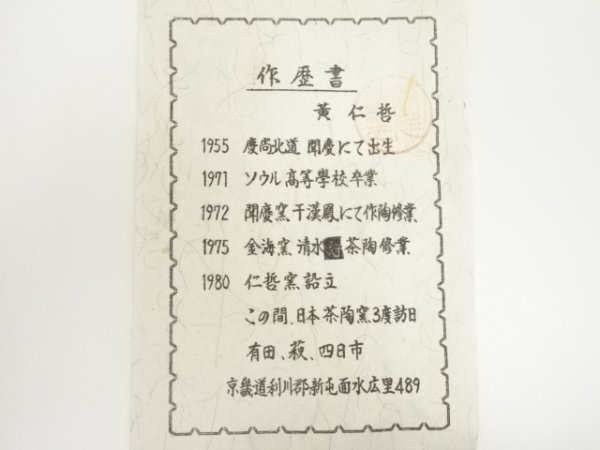 作歴書
黃仁哲
1955 慶尚北道 聞慶にて出生
1971 ソウル高等學校卒業
1972 聞慶窯 千漢鳳にて作陶修業
1975 金海窯 清水 茶陶修業
1980 仁哲窯設立
この間、日本茶陶窯3度訪日
有田、萩、四日市
京畿道利川郡新屯面水広里489